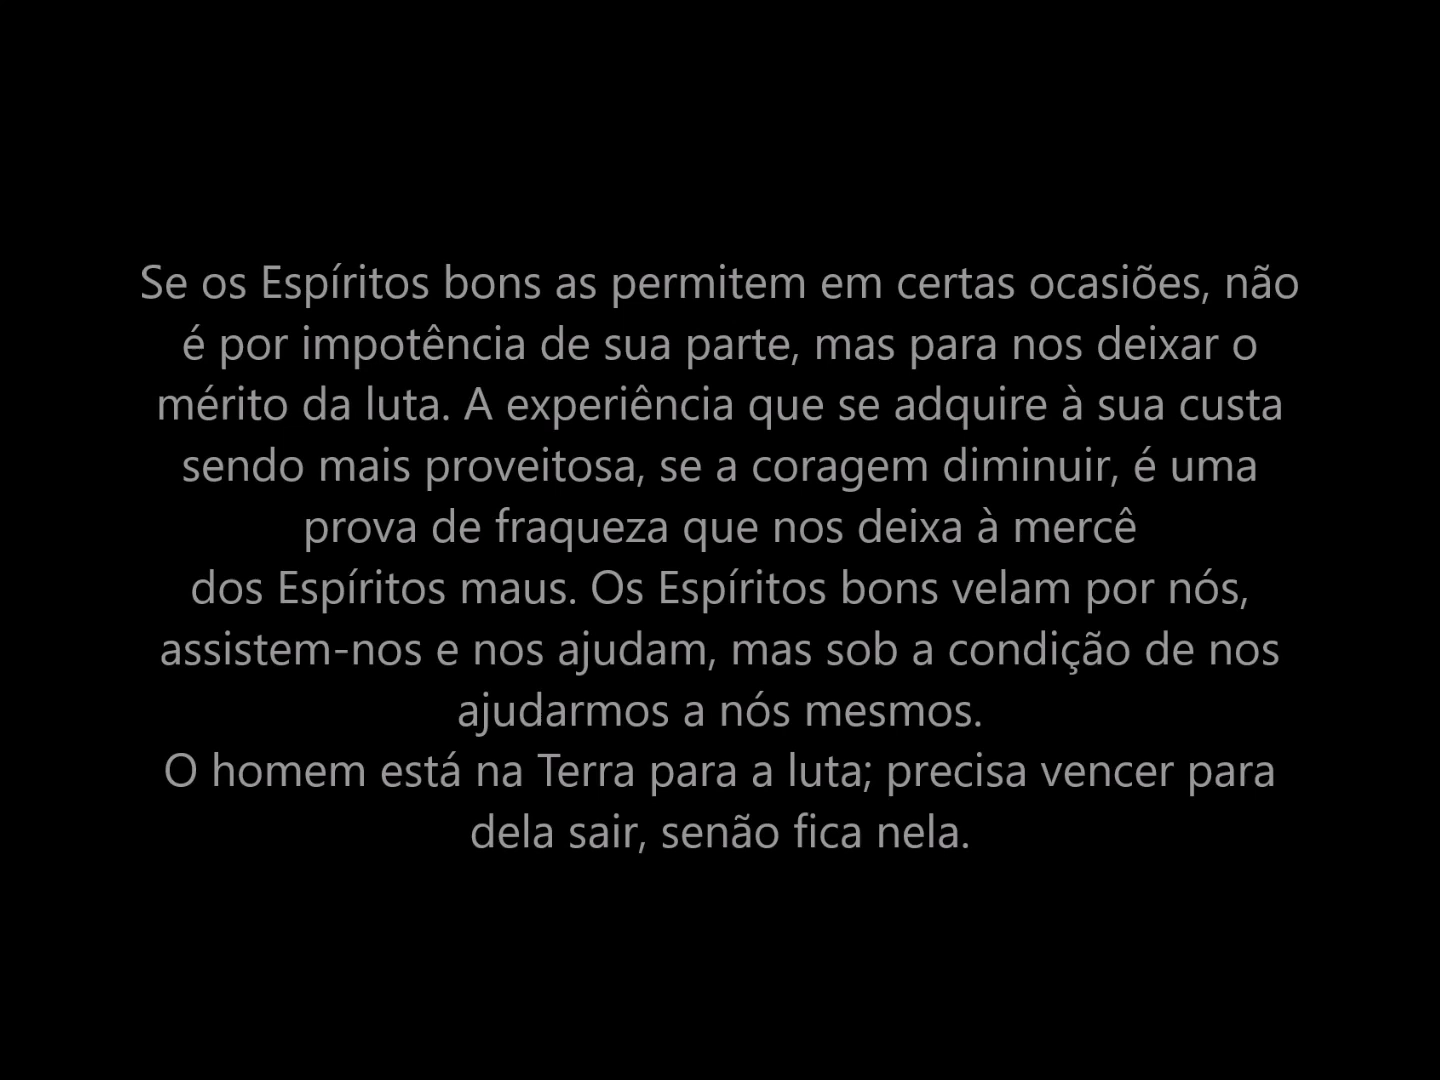 Se os Espíritos bons as permitem em certas ocasiões, não
é por impotência de sua parte, mas para nos deixar o
mérito da luta. A experiência que se adquire à sua custa
sendo mais proveitosa, se a coragem diminuir, é uma
prova de fraqueza que nos deixa à mercê
dos Espíritos maus. Os Espíritos bons velam por nós,
assistem-nos e nos ajudam, mas sob a condição de nos
ajudarmos a nós mesmos.
O homem está na Terra para a luta; precisa vencer para
dela sair, senão fica nela.